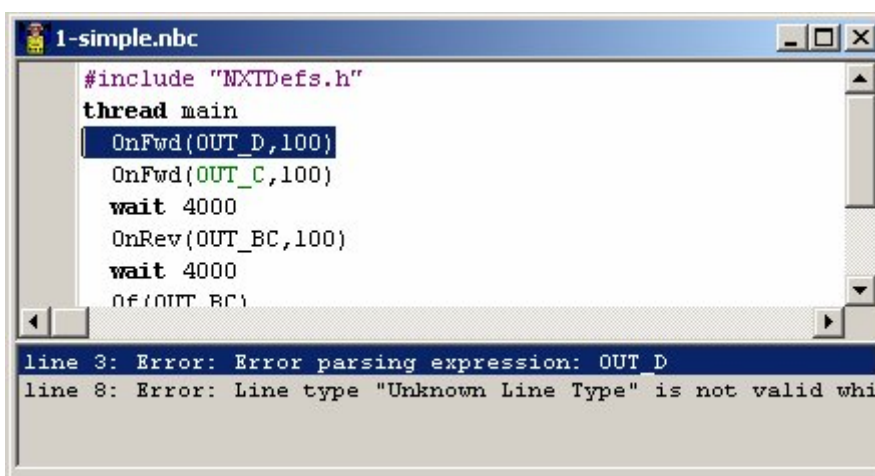 1-simple.nbc
#include "NXTDefs.h"
thread main
OnFwd(OUT_D,100)
OnFwd(OUT_C,100)
wait 4000
OnRev(OUT_BC,100)
wait 4000
Of(OUT_BC)
line 3: Error: Error parsing expression: OUT_D
line 8: Error: Line type "Unknown Line Type" is not valid whi